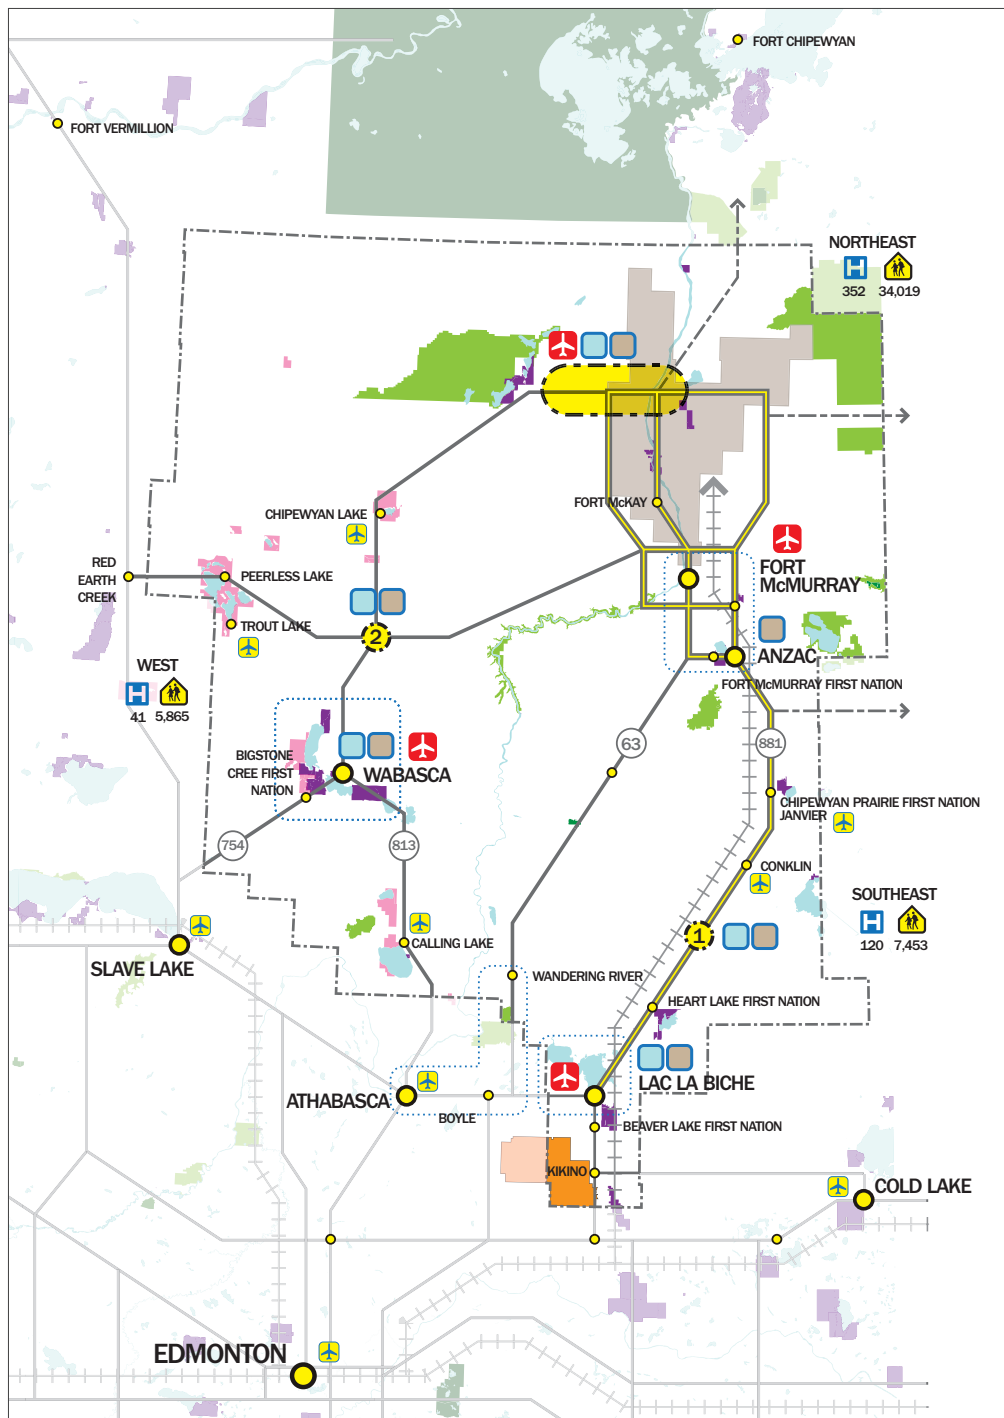 FORT CHIPEWYAN
FORT VERMILLION
NORTHEAST
H
352 34,019
CHIPEWYAN LAKE
FORT McKAY
RED
EARTH
CREEK
PEERLESS LAKE
TROUT LAKE
FORT
McMURRAY
2
ANZAC
FORT McMURRAY FIRST NATION
WEST
H
41 5,865
BIGSTONE
CREE FIRST
NATION
WABASCA
63
881
754
813
CHIPEWYAN PRAIRIE FIRST NATION
JANVIER
CONKLIN
SOUTHEAST
H
120 7,453
1
CALLING LAKE
SLAVE LAKE
WANDERING RIVER
HEART LAKE FIRST NATION
LAC LA BICHE
ATHABASCA
BOYLE
BEAVER LAKE FIRST NATION
KIKINO
COLD LAKE
EDMONTON